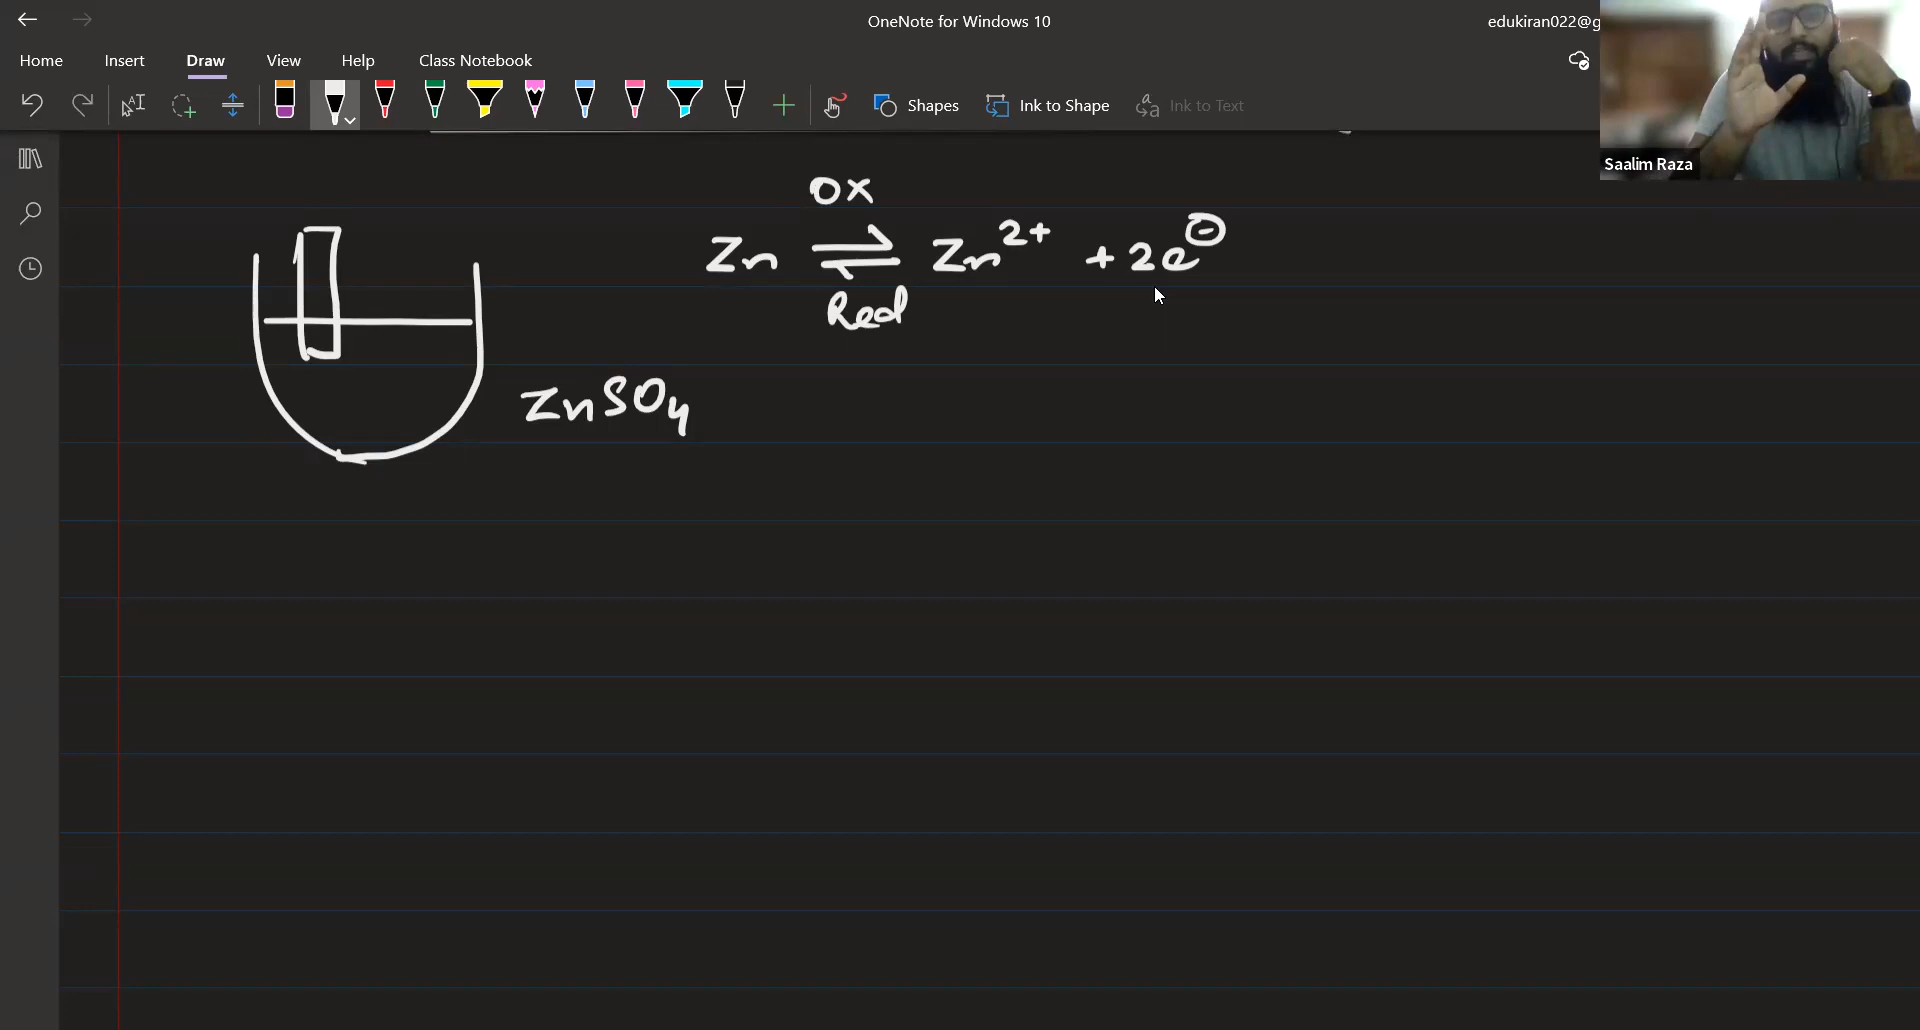 OneNote for Windows 10
edukiran022@g
Home Insert Draw View Help Class Notebook
Shapes Ink to Shape Ink to Text
Saalim Raza
Ox
Zn ⇌ Zn²⁺ + 2e⊖
Red
ZnSO₄